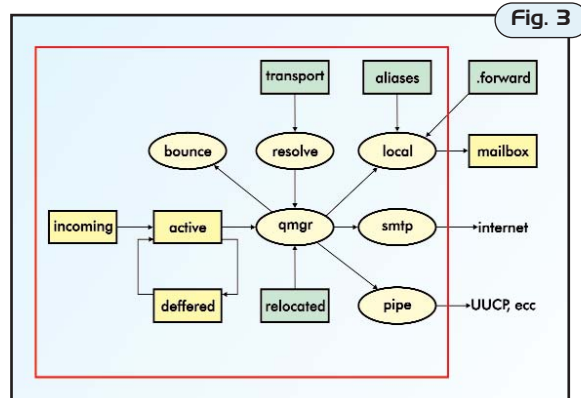 Fig. 3
transport
aliases
.forward
bounce
resolve
local
mailbox
incoming
active
qmgr
smtp
internet
deffered
relocated
pipe
UUCP, ecc